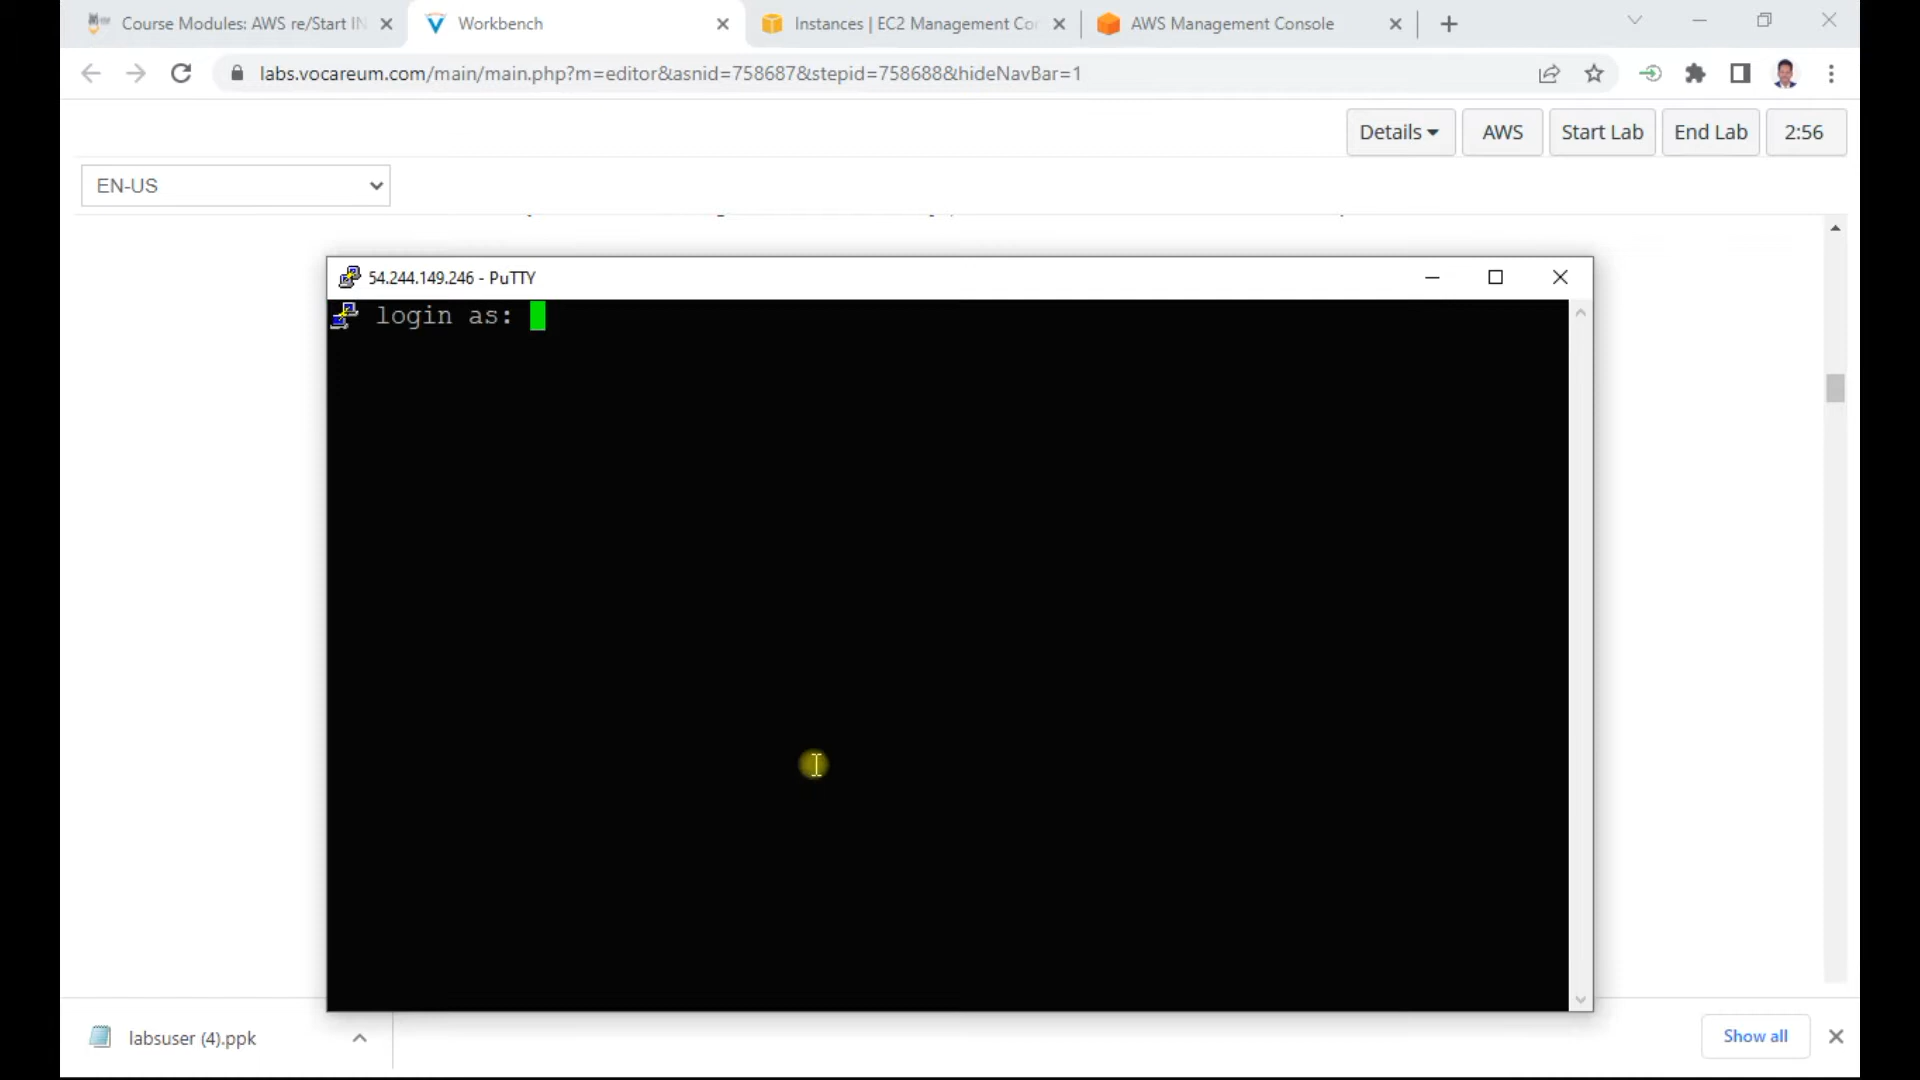 Course Modules: AWS re/Start IN
Workbench
Instances | EC2 Management Co
AWS Management Console
labs.vocareum.com/main/main.php?m=editor&asnid=758687&stepid=758688&hideNavBar=1
Details
AWS
Start Lab
End Lab
2:56
EN-US
54.244.149.246 - PuTTY
login as:
labsuser (4).ppk
Show all